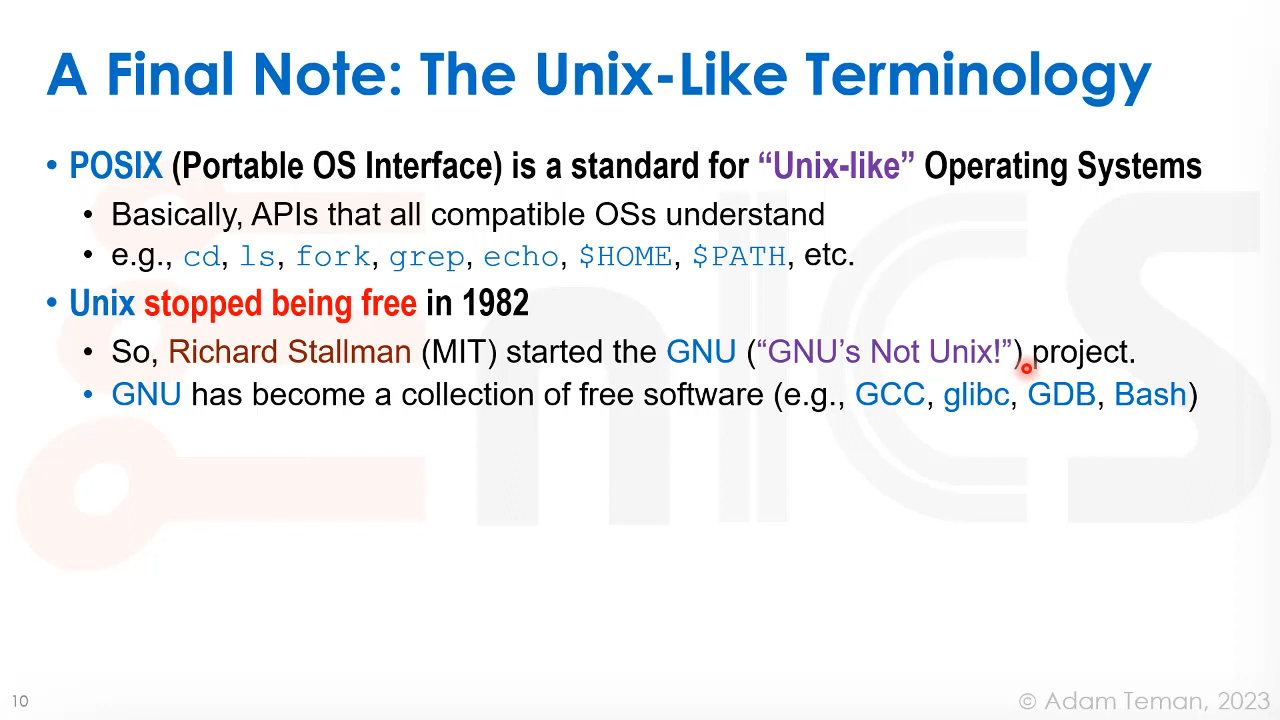 A Final Note: The Unix-Like Terminology
• POSIX (Portable OS Interface) is a standard for “Unix-like” Operating Systems
• Basically, APIs that all compatible OSs understand
• e.g., cd, ls, fork, grep, echo, $HOME, $PATH, etc.
• Unix stopped being free in 1982
• So, Richard Stallman (MIT) started the GNU (“GNU’s Not Unix!”) project.
• GNU has become a collection of free software (e.g., GCC, glibc, GDB, Bash)
nICS
10
© Adam Teman, 2023